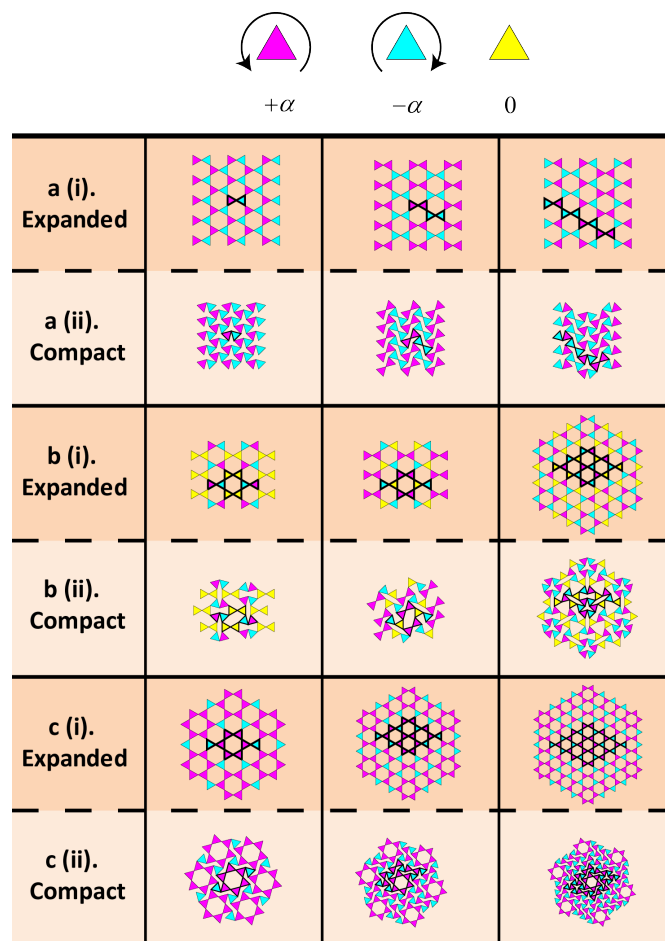 +α
−α
0
a (i).
Expanded
a (ii).
Compact
b (i).
Expanded
b (ii).
Compact
c (i).
Expanded
c (ii).
Compact